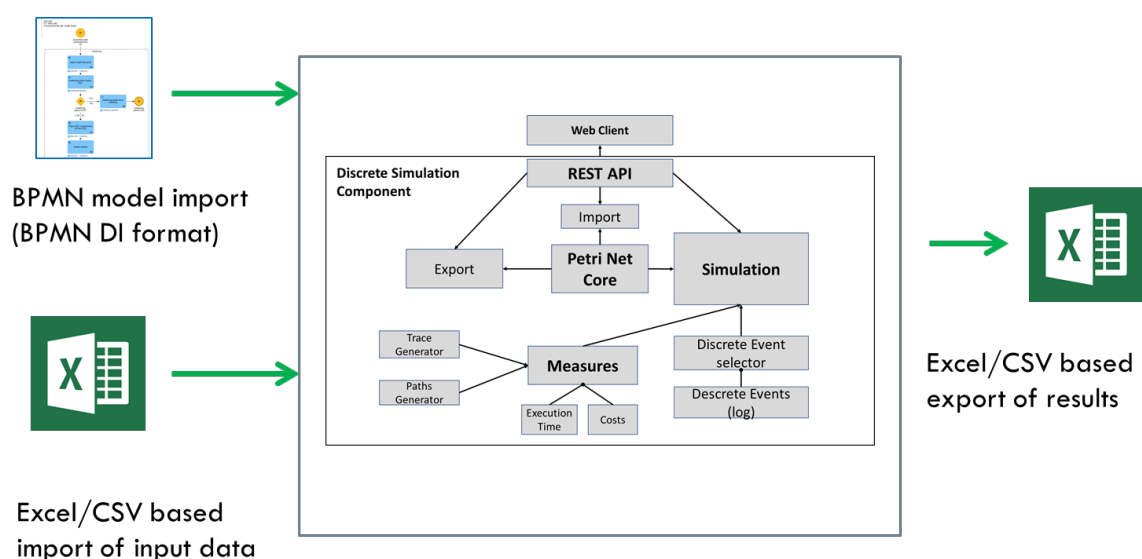 BPMN model import
(BPMN DI format)
Excel/CSV based
import of input data
Web Client
Discrete Simulation
Component
REST API
Import
Export
Petri Net
Core
Simulation
Trace
Generator
Paths
Generator
Measures
Execution
Time
Costs
Discrete Event
selector
Descrete Events
(log)
X
X
Excel/CSV based
export of results